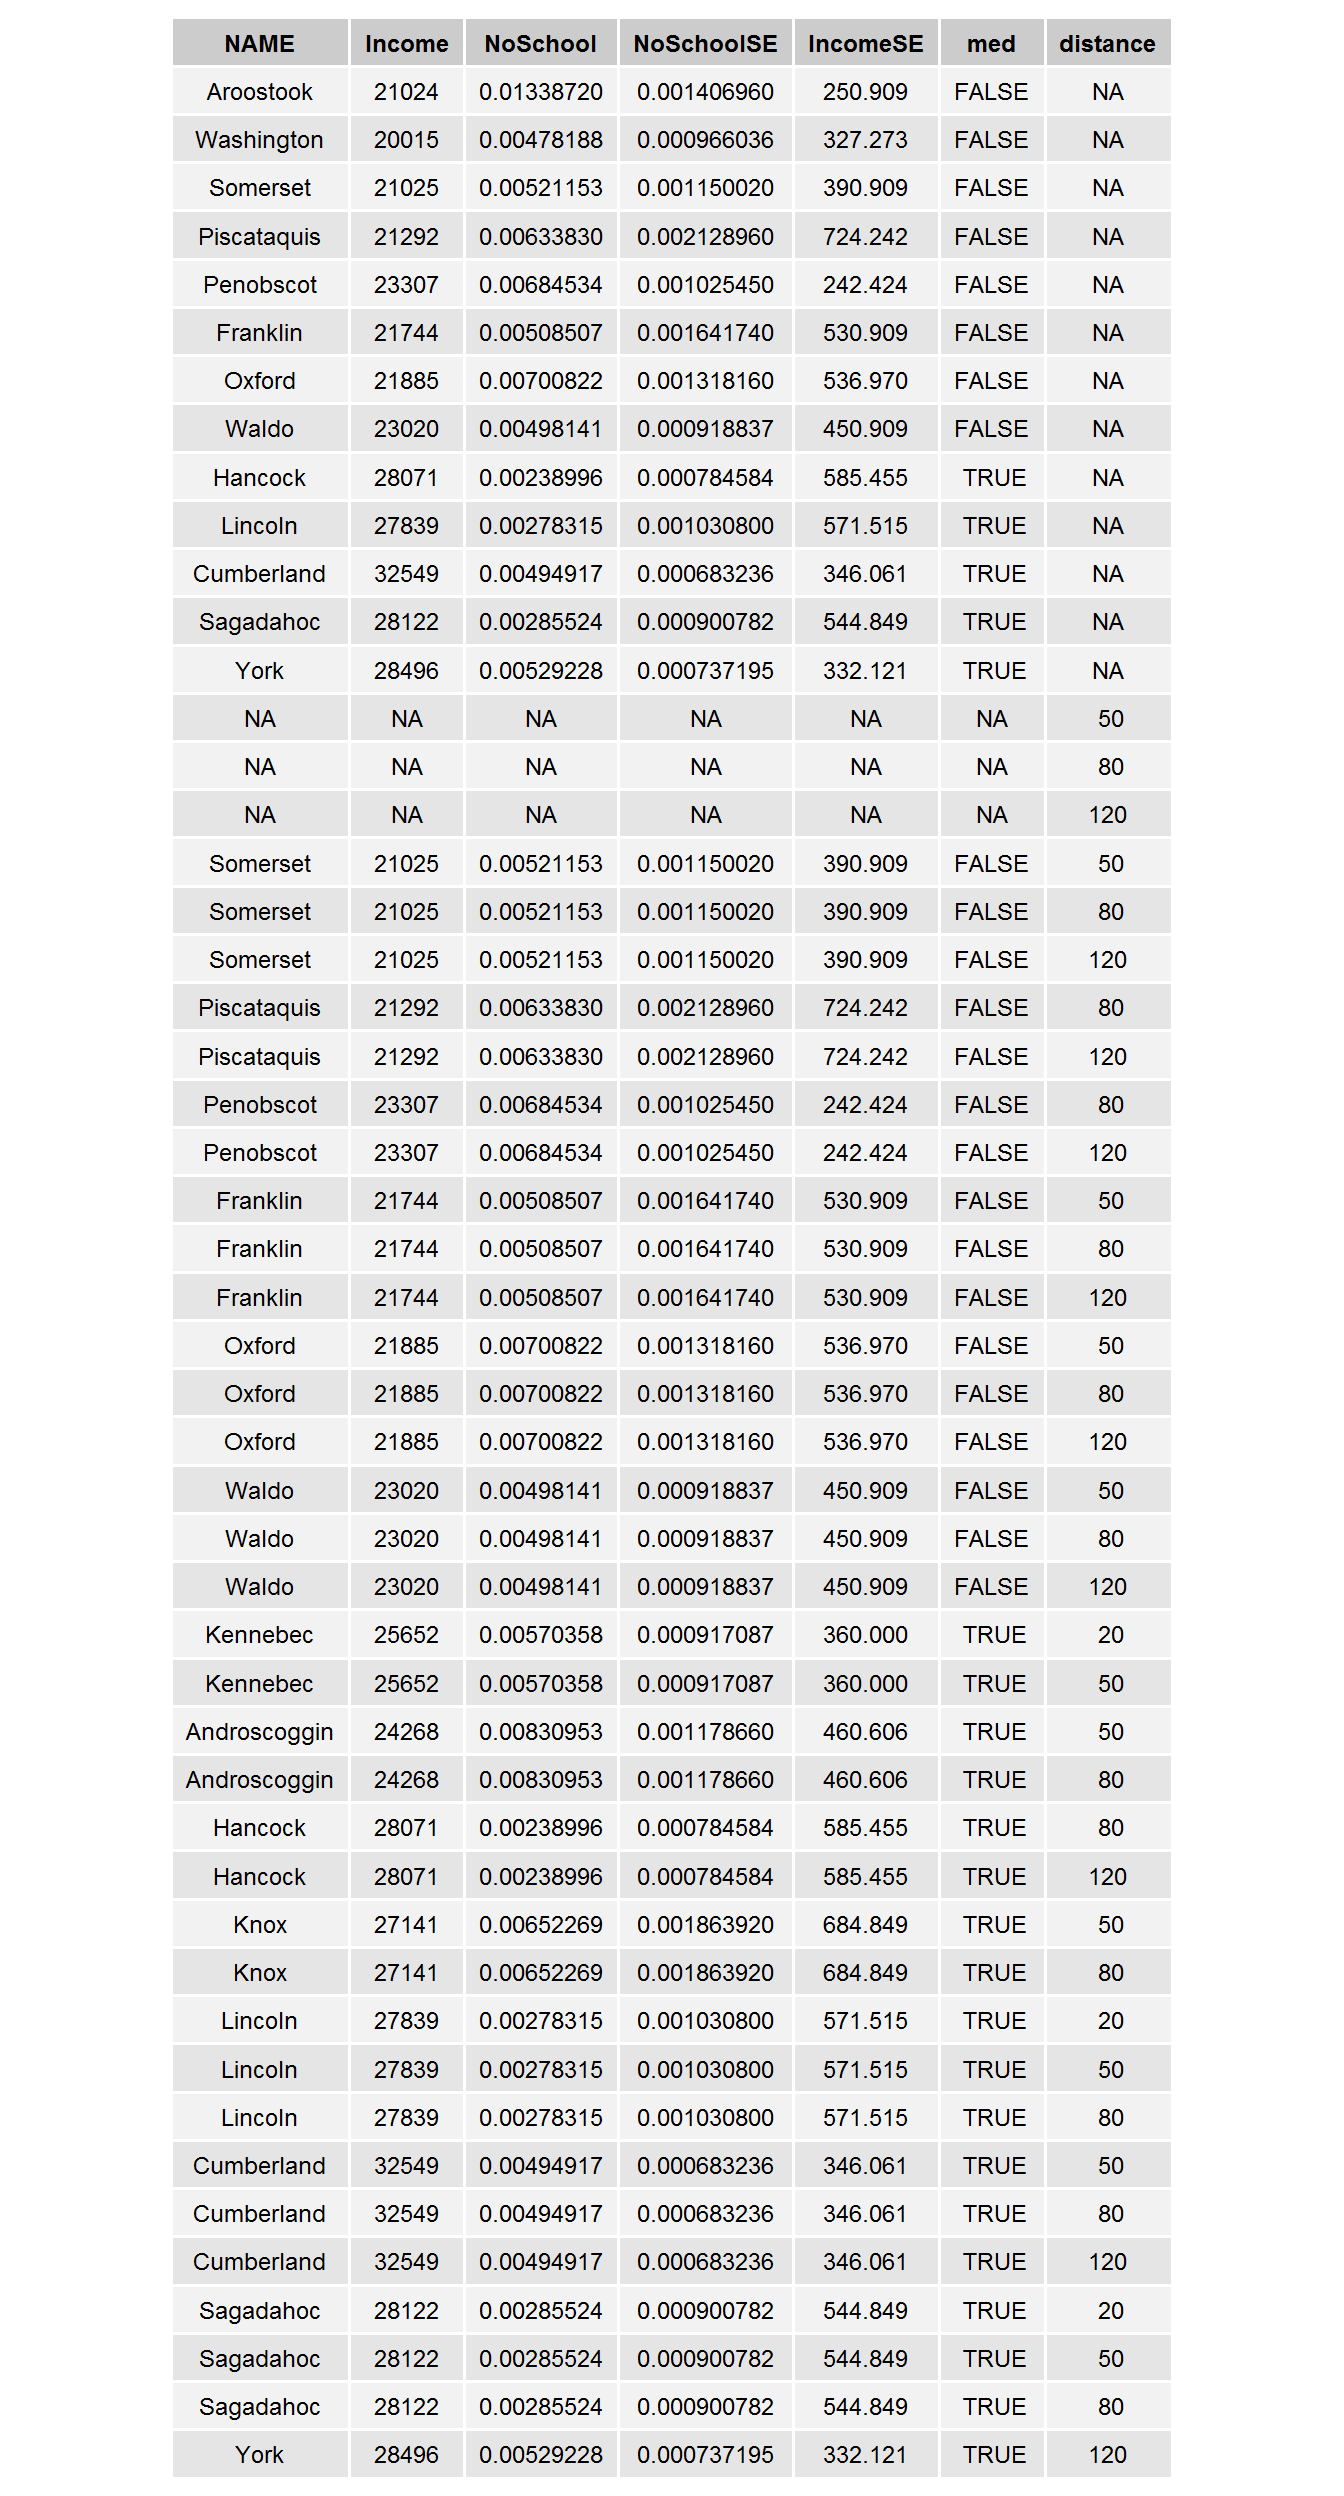 NAME Income NoSchool NoSchoolSE IncomeSE med distance
Aroostook 21024 0.01338720 0.001406960 250.909 FALSE NA
Washington 20015 0.00478188 0.000966036 327.273 FALSE NA
Somerset 21025 0.00521153 0.001150020 390.909 FALSE NA
Piscataquis 21292 0.00633830 0.002128960 724.242 FALSE NA
Penobscot 23307 0.00684534 0.001025450 242.424 FALSE NA
Franklin 21744 0.00508507 0.001641740 530.909 FALSE NA
Oxford 21885 0.00700822 0.001318160 536.970 FALSE NA
Waldo 23020 0.00498141 0.000918837 450.909 FALSE NA
Hancock 28071 0.00238996 0.000784584 585.455 TRUE NA
Lincoln 27839 0.00278315 0.001030800 571.515 TRUE NA
Cumberland 32549 0.00494917 0.000683236 346.061 TRUE NA
Sagadahoc 28122 0.00285524 0.000900782 544.849 TRUE NA
York 28496 0.00529228 0.000737195 332.121 TRUE NA
NA NA NA NA NA NA 50
NA NA NA NA NA NA 80
NA NA NA NA NA NA 120
Somerset 21025 0.00521153 0.001150020 390.909 FALSE 50
Somerset 21025 0.00521153 0.001150020 390.909 FALSE 80
Somerset 21025 0.00521153 0.001150020 390.909 FALSE 120
Piscataquis 21292 0.00633830 0.002128960 724.242 FALSE 80
Piscataquis 21292 0.00633830 0.002128960 724.242 FALSE 120
Penobscot 23307 0.00684534 0.001025450 242.424 FALSE 80
Penobscot 23307 0.00684534 0.001025450 242.424 FALSE 120
Franklin 21744 0.00508507 0.001641740 530.909 FALSE 50
Franklin 21744 0.00508507 0.001641740 530.909 FALSE 80
Franklin 21744 0.00508507 0.001641740 530.909 FALSE 120
Oxford 21885 0.00700822 0.001318160 536.970 FALSE 50
Oxford 21885 0.00700822 0.001318160 536.970 FALSE 80
Oxford 21885 0.00700822 0.001318160 536.970 FALSE 120
Waldo 23020 0.00498141 0.000918837 450.909 FALSE 50
Waldo 23020 0.00498141 0.000918837 450.909 FALSE 80
Waldo 23020 0.00498141 0.000918837 450.909 FALSE 120
Kennebec 25652 0.00570358 0.000917087 360.000 TRUE 20
Kennebec 25652 0.00570358 0.000917087 360.000 TRUE 50
Androscoggin 24268 0.00830953 0.001178660 460.606 TRUE 50
Androscoggin 24268 0.00830953 0.001178660 460.606 TRUE 80
Hancock 28071 0.00238996 0.000784584 585.455 TRUE 80
Hancock 28071 0.00238996 0.000784584 585.455 TRUE 120
Knox 27141 0.00652269 0.001863920 684.849 TRUE 50
Knox 27141 0.00652269 0.001863920 684.849 TRUE 80
Lincoln 27839 0.00278315 0.001030800 571.515 TRUE 20
Lincoln 27839 0.00278315 0.001030800 571.515 TRUE 50
Lincoln 27839 0.00278315 0.001030800 571.515 TRUE 80
Cumberland 32549 0.00494917 0.000683236 346.061 TRUE 50
Cumberland 32549 0.00494917 0.000683236 346.061 TRUE 80
Cumberland 32549 0.00494917 0.000683236 346.061 TRUE 120
Sagadahoc 28122 0.00285524 0.000900782 544.849 TRUE 20
Sagadahoc 28122 0.00285524 0.000900782 544.849 TRUE 50
Sagadahoc 28122 0.00285524 0.000900782 544.849 TRUE 80
York 28496 0.00529228 0.000737195 332.121 TRUE 120